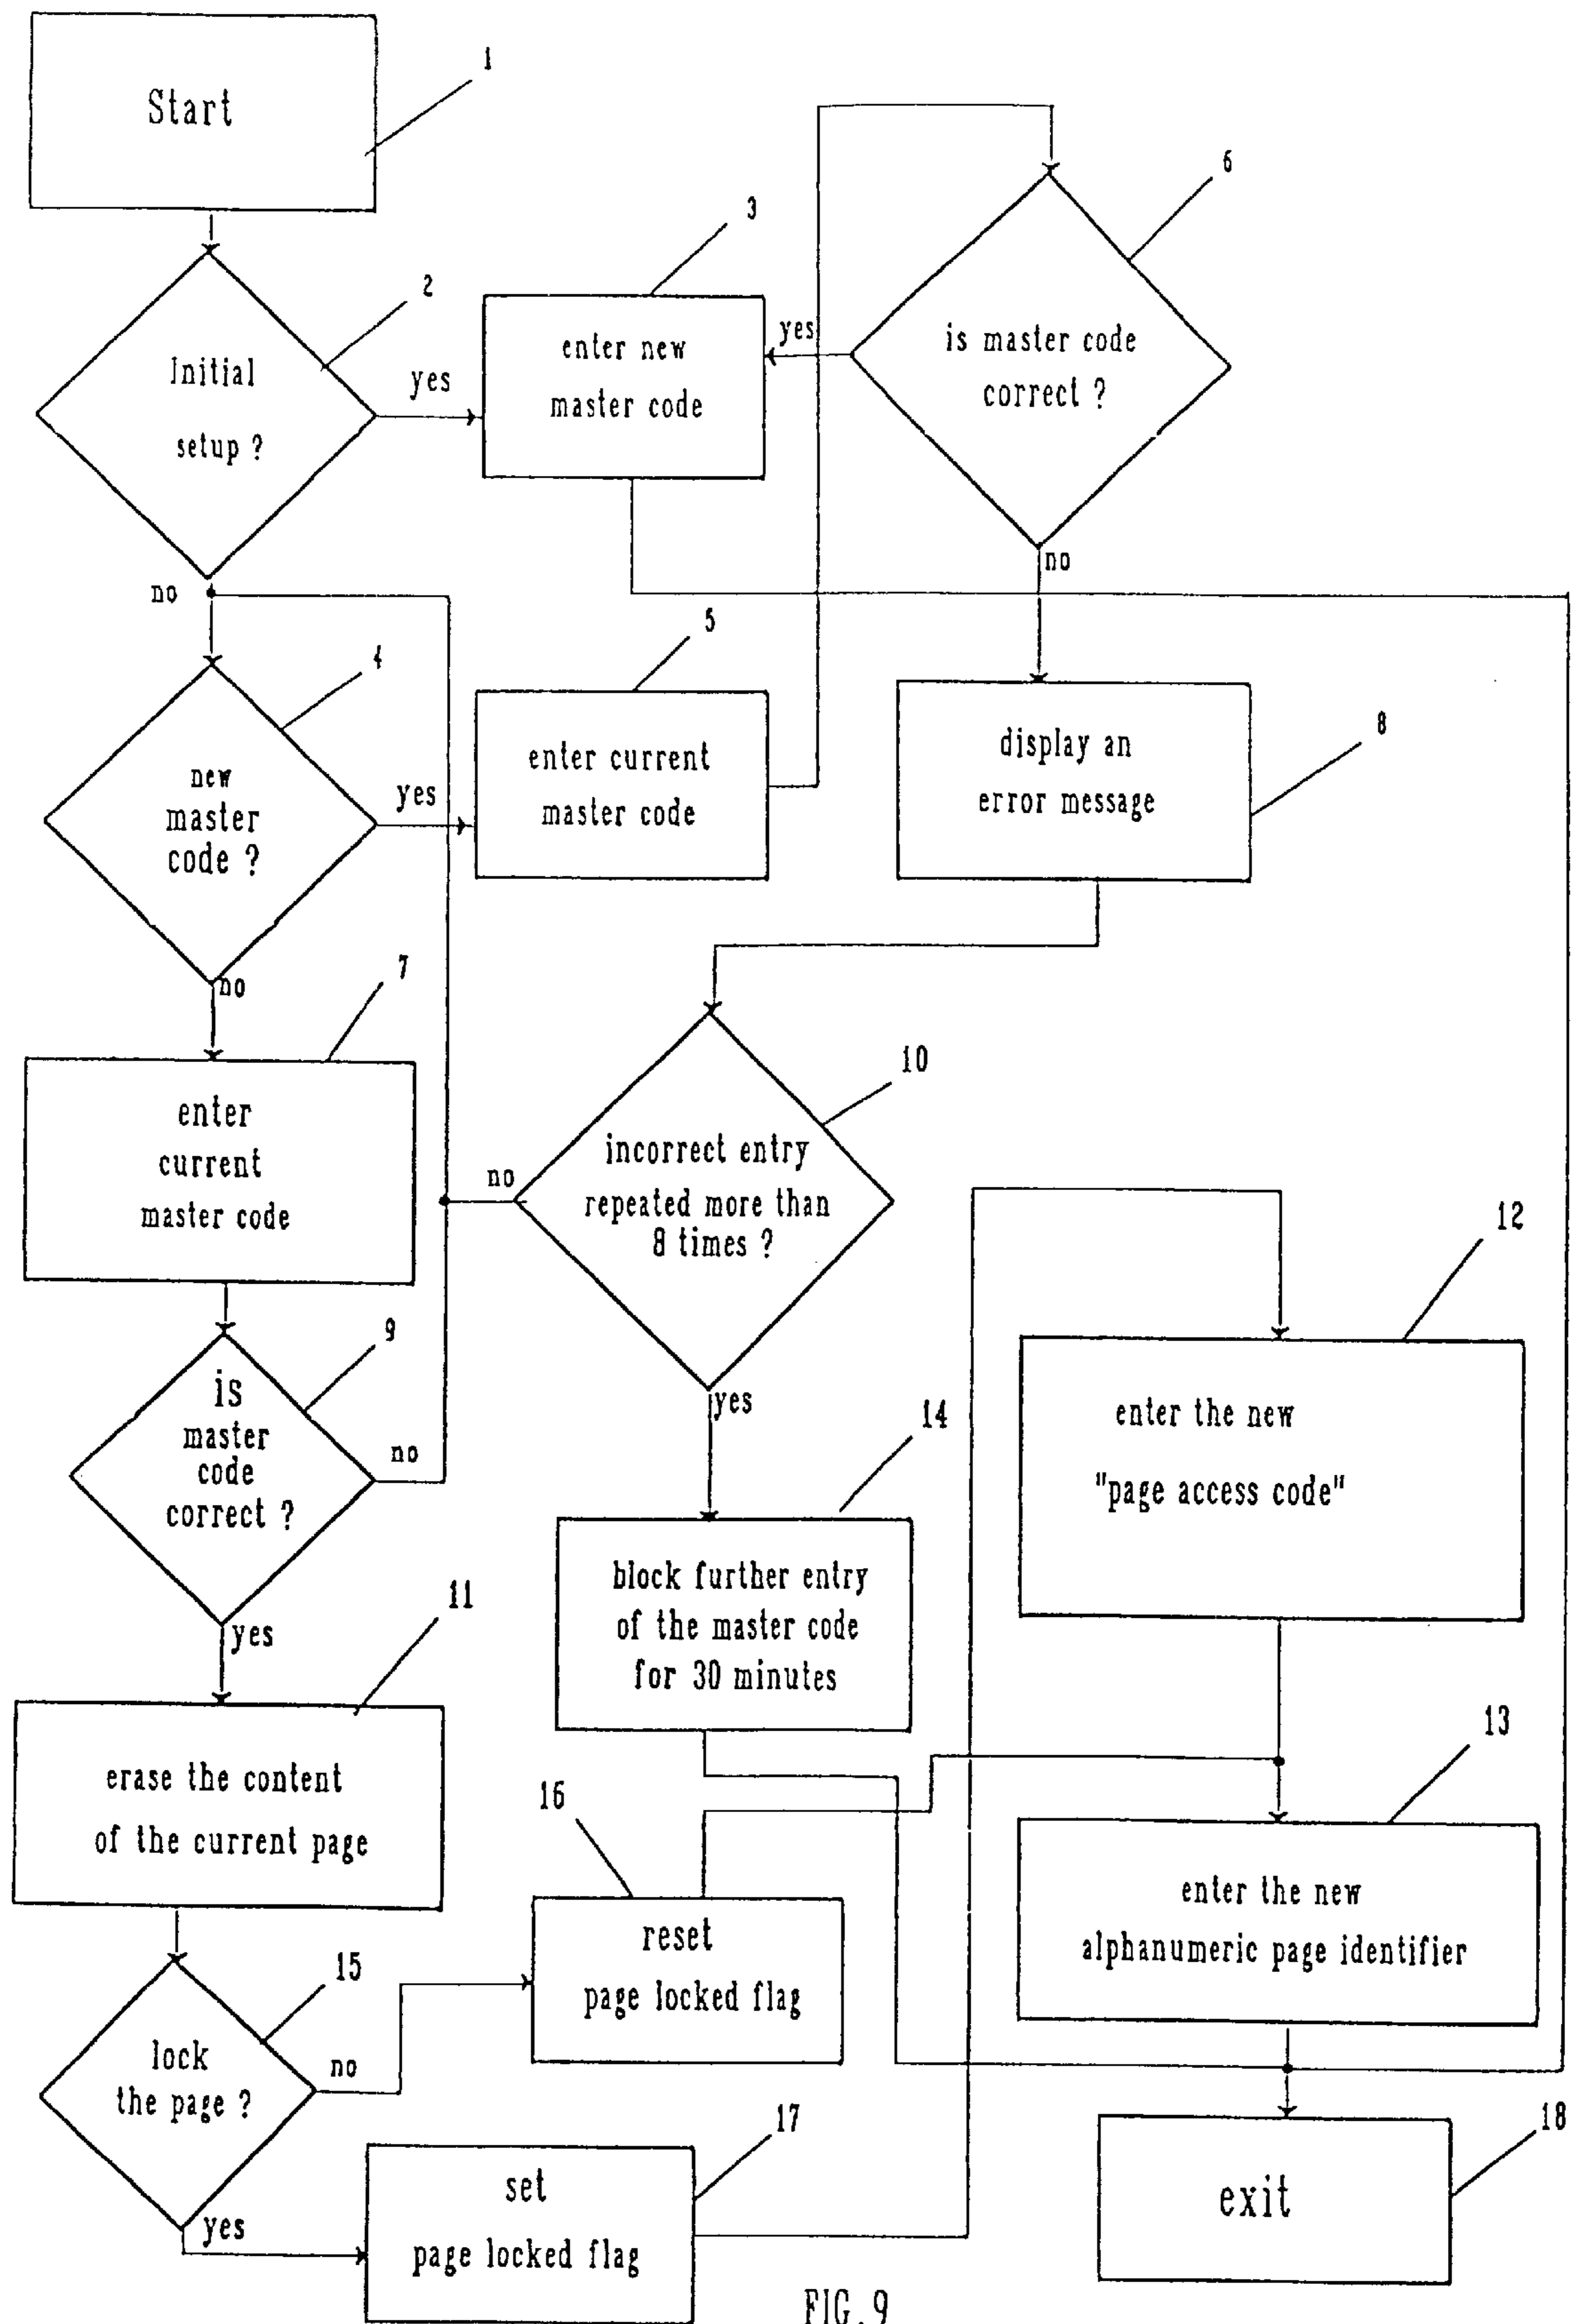 Start
1
Initial
setup ?
2
yes
no
enter new
master code
3
yes
is master code
correct ?
6
no
new
master
code ?
4
yes
no
enter current
master code
5
display an
error message
8
enter
current
master code
7
incorrect entry
repeated more than
8 times ?
10
no
yes
is
master
code
correct ?
9
no
yes
enter the new
"page access code"
12
block further entry
of the master code
for 30 minutes
14
erase the content
of the current page
11
enter the new
alphanumeric page identifier
13
reset
page locked flag
16
lock
the page ?
15
no
yes
set
page locked flag
17
exit
18
FIG. 9